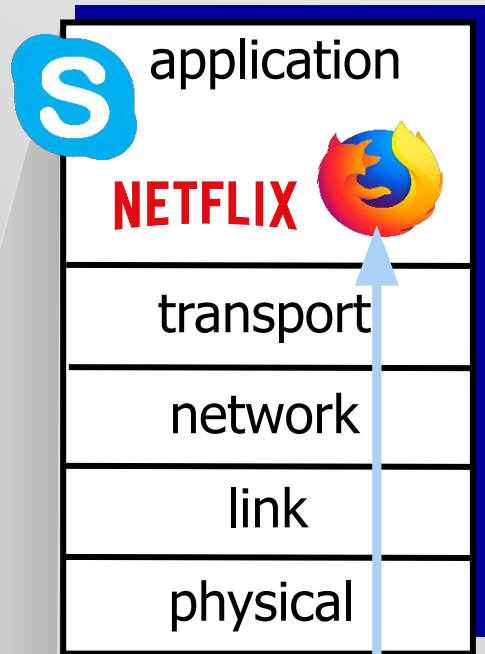 application
S
NETFLIX
transport
network
link
physical